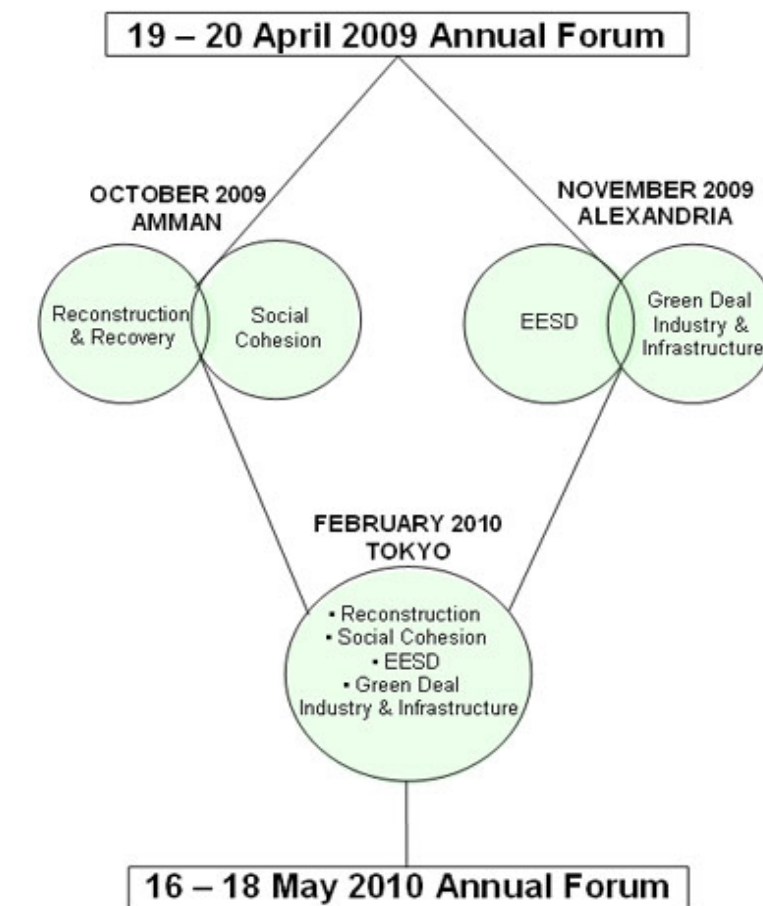 19 – 20 April 2009 Annual Forum
OCTOBER 2009
AMMAN
Reconstruction
& Recovery
Social
Cohesion
NOVEMBER 2009
ALEXANDRIA
EESD
Green Deal
Industry &
Infrastructure
FEBRUARY 2010
TOKYO
▪ Reconstruction
▪ Social Cohesion
▪ EESD
▪ Green Deal
Industry & Infrastructure
16 – 18 May 2010 Annual Forum